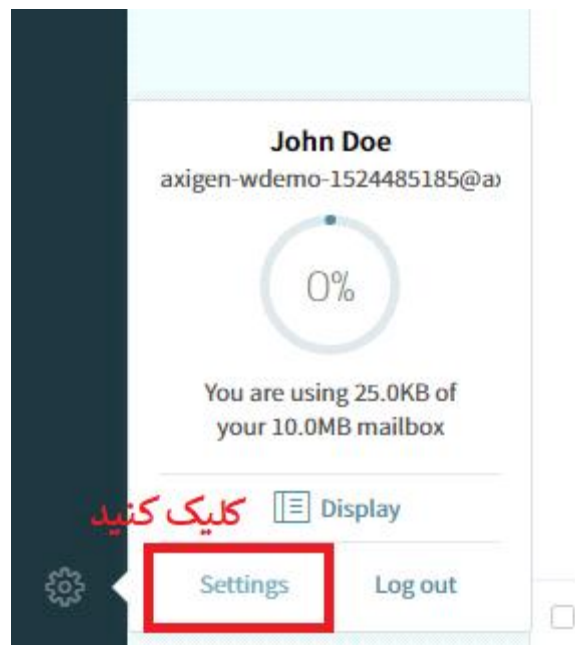 John Doe
axigen-wdemo-1524485185@a
0%
You are using 25.0KB of
your 10.0MB mailbox
کلیک کنید
Display
Settings
Log out